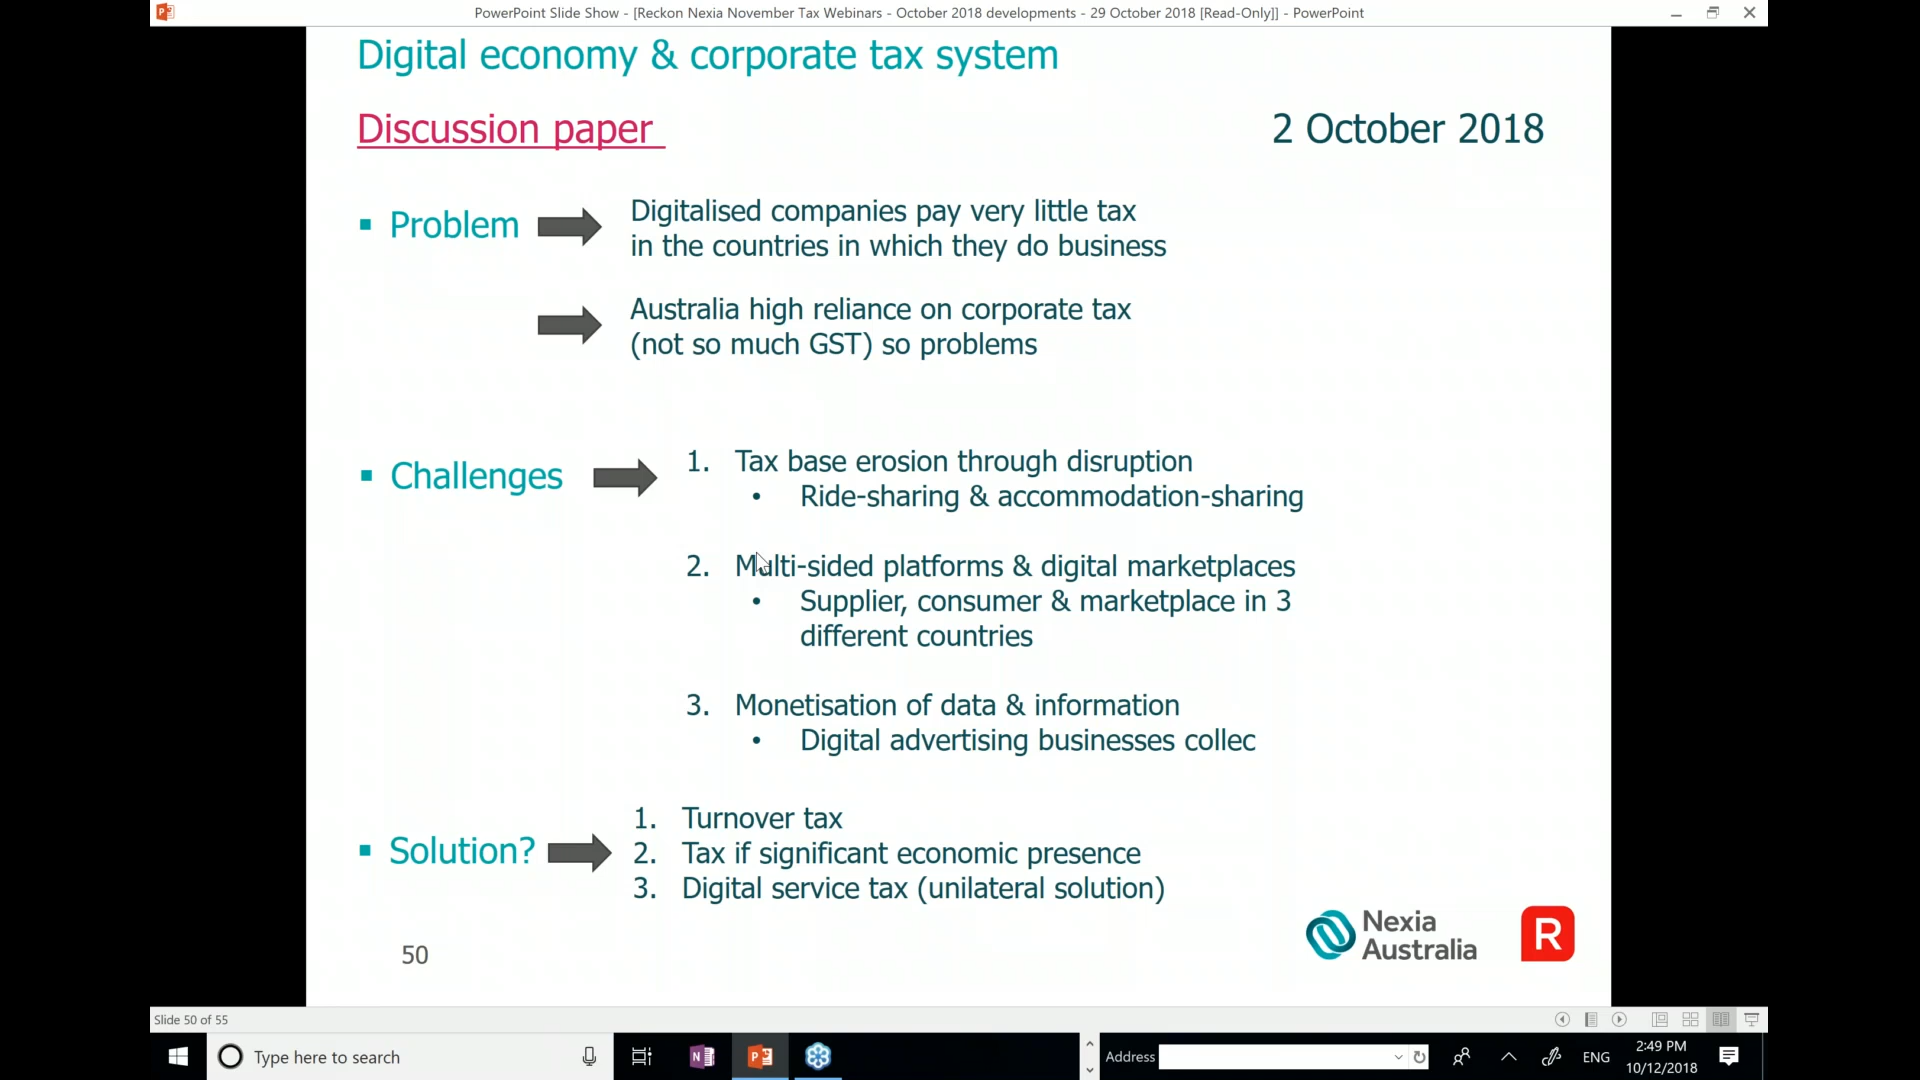 PowerPoint Slide Show - [Reckon Nexia November Tax Webinars - October 2018 developments - 29 October 2018 [Read-Only]] - PowerPoint
Digital economy & corporate tax system
Discussion paper
2 October 2018
▪ Problem
Digitalised companies pay very little tax
in the countries in which they do business
Australia high reliance on corporate tax
(not so much GST) so problems
▪ Challenges
1. Tax base erosion through disruption
• Ride-sharing & accommodation-sharing
2. Multi-sided platforms & digital marketplaces
• Supplier, consumer & marketplace in 3
different countries
3. Monetisation of data & information
• Digital advertising businesses collec
▪ Solution?
1. Turnover tax
2. Tax if significant economic presence
3. Digital service tax (unilateral solution)
50
Nexia
Australia
R
Slide 50 of 55
Type here to search
Address
ENG
2:49 PM
10/12/2018